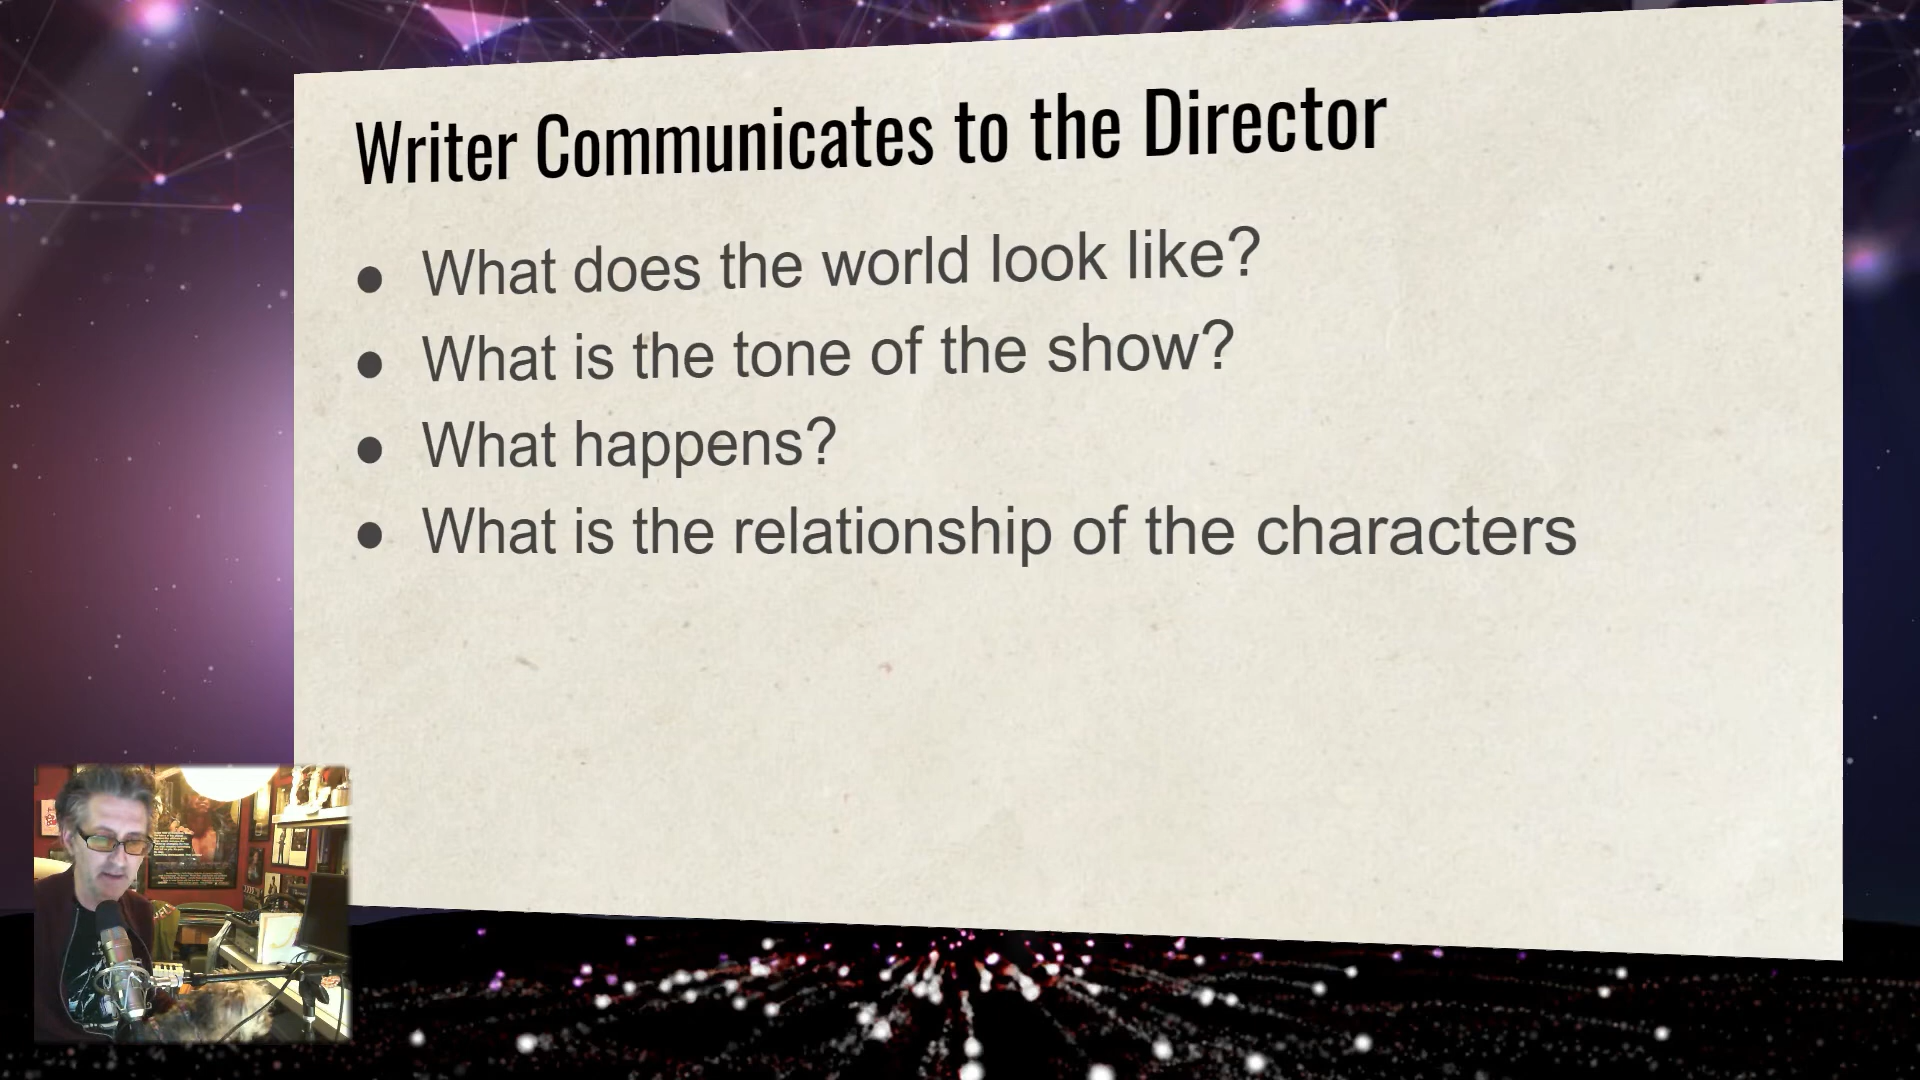 Writer Communicates to the Director
● What does the world look like?
● What is the tone of the show?
● What happens?
● What is the relationship of the characters